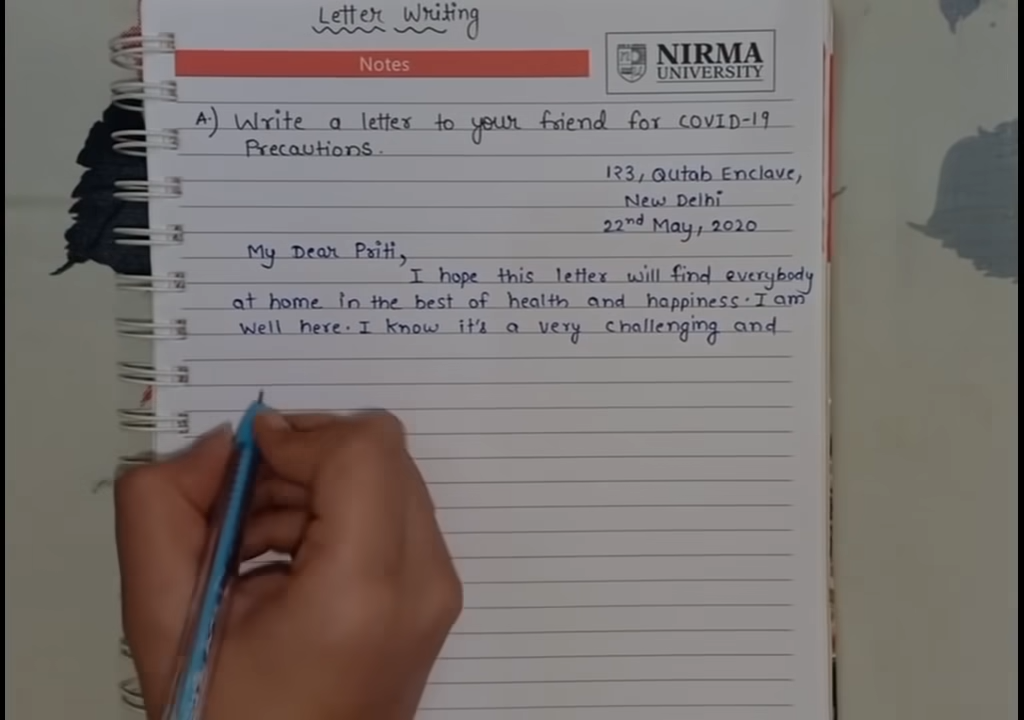 Letter Writing
Notes
NIRMA
UNIVERSITY
A.) Write a letter to your friend for COVID-19
Precautions.
123, Qutab Enclave,
New Delhi
22nd May, 2020
My Dear Priti,
I hope this letter will find everybody
at home in the best of health and happiness. I am
well here. I know it's a very challenging and